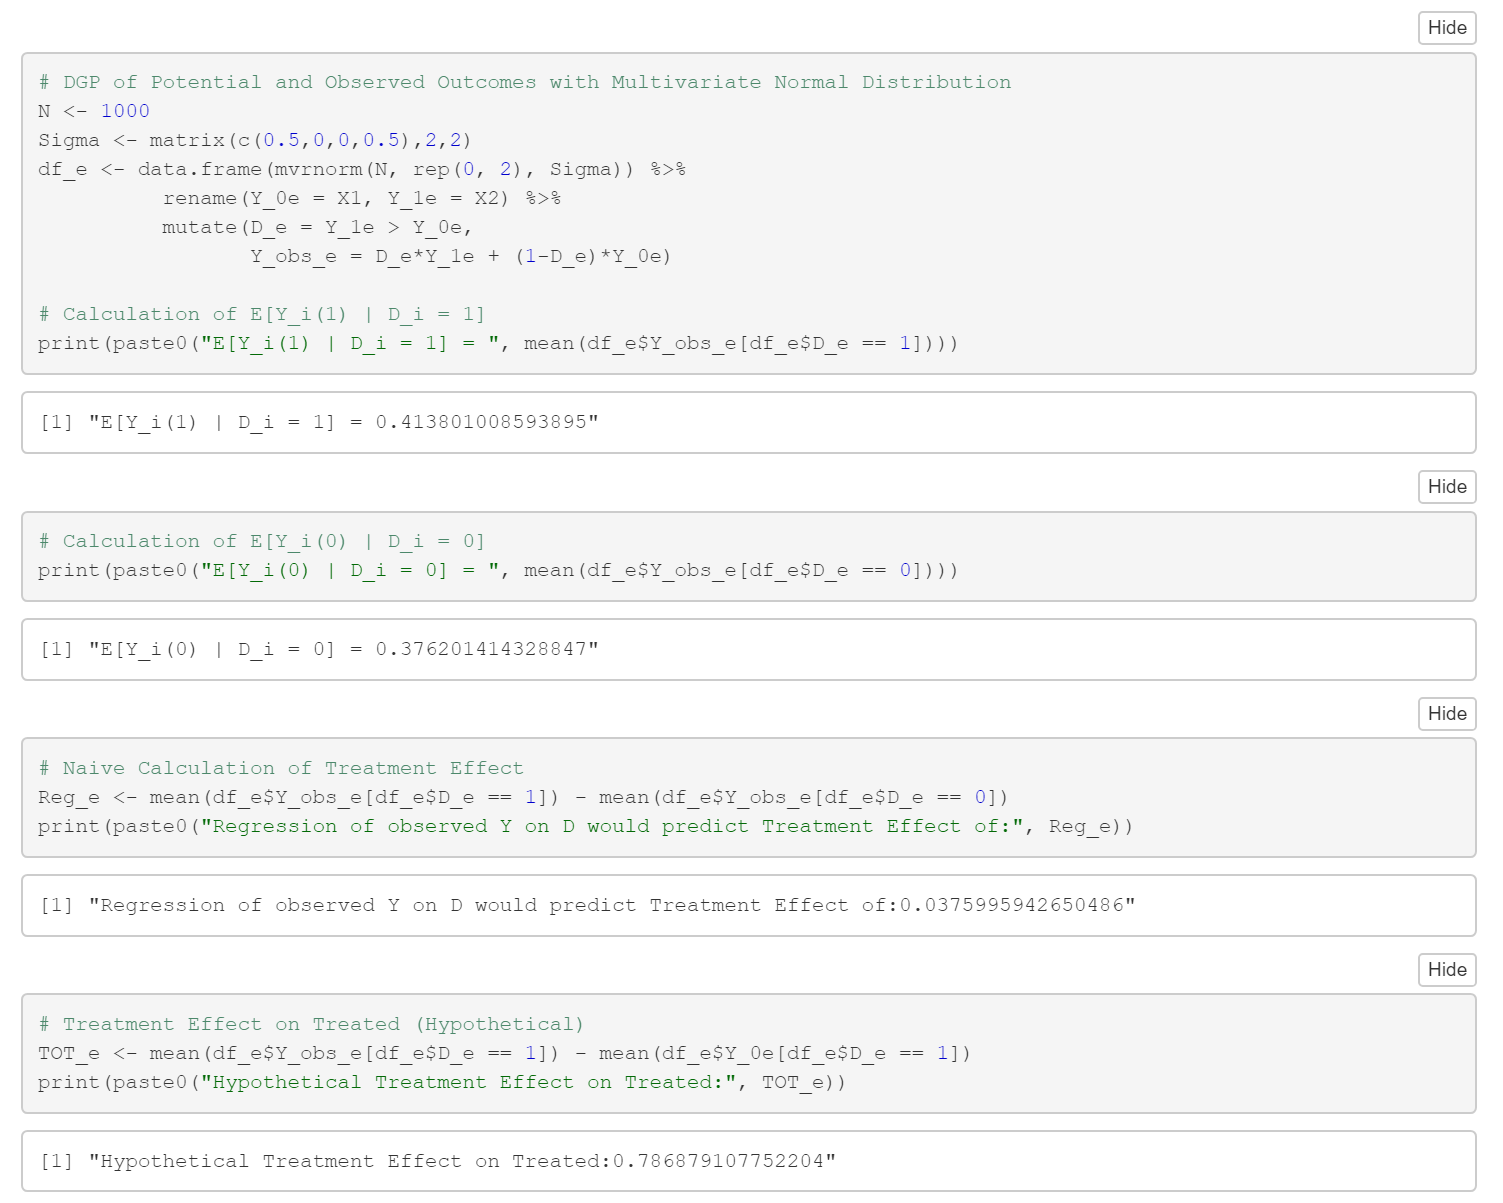 Hide
# DGP of Potential and Observed Outcomes with Multivariate Normal Distribution
N <- 1000
Sigma <- matrix(c(0.5,0,0,0.5),2,2)
df_e <- data.frame(mvrnorm(N, rep(0, 2), Sigma)) %>%
rename(Y_0e = X1, Y_1e = X2) %>%
mutate(D_e = Y_1e > Y_0e,
Y_obs_e = D_e*Y_1e + (1-D_e)*Y_0e)
# Calculation of E[Y_i(1) | D_i = 1]
print(paste0("E[Y_i(1) | D_i = 1] = ", mean(df_e$Y_obs_e[df_e$D_e == 1])))
[1] "E[Y_i(1) | D_i = 1] = 0.413801008593895"
Hide
# Calculation of E[Y_i(0) | D_i = 0]
print(paste0("E[Y_i(0) | D_i = 0] = ", mean(df_e$Y_obs_e[df_e$D_e == 0])))
[1] "E[Y_i(0) | D_i = 0] = 0.376201414328847"
Hide
# Naive Calculation of Treatment Effect
Reg_e <- mean(df_e$Y_obs_e[df_e$D_e == 1]) - mean(df_e$Y_obs_e[df_e$D_e == 0])
print(paste0("Regression of observed Y on D would predict Treatment Effect of:", Reg_e))
[1] "Regression of observed Y on D would predict Treatment Effect of:0.0375995942650486"
Hide
# Treatment Effect on Treated (Hypothetical)
TOT_e <- mean(df_e$Y_obs_e[df_e$D_e == 1]) - mean(df_e$Y_0e[df_e$D_e == 1])
print(paste0("Hypothetical Treatment Effect on Treated:", TOT_e))
[1] "Hypothetical Treatment Effect on Treated:0.786879107752204"